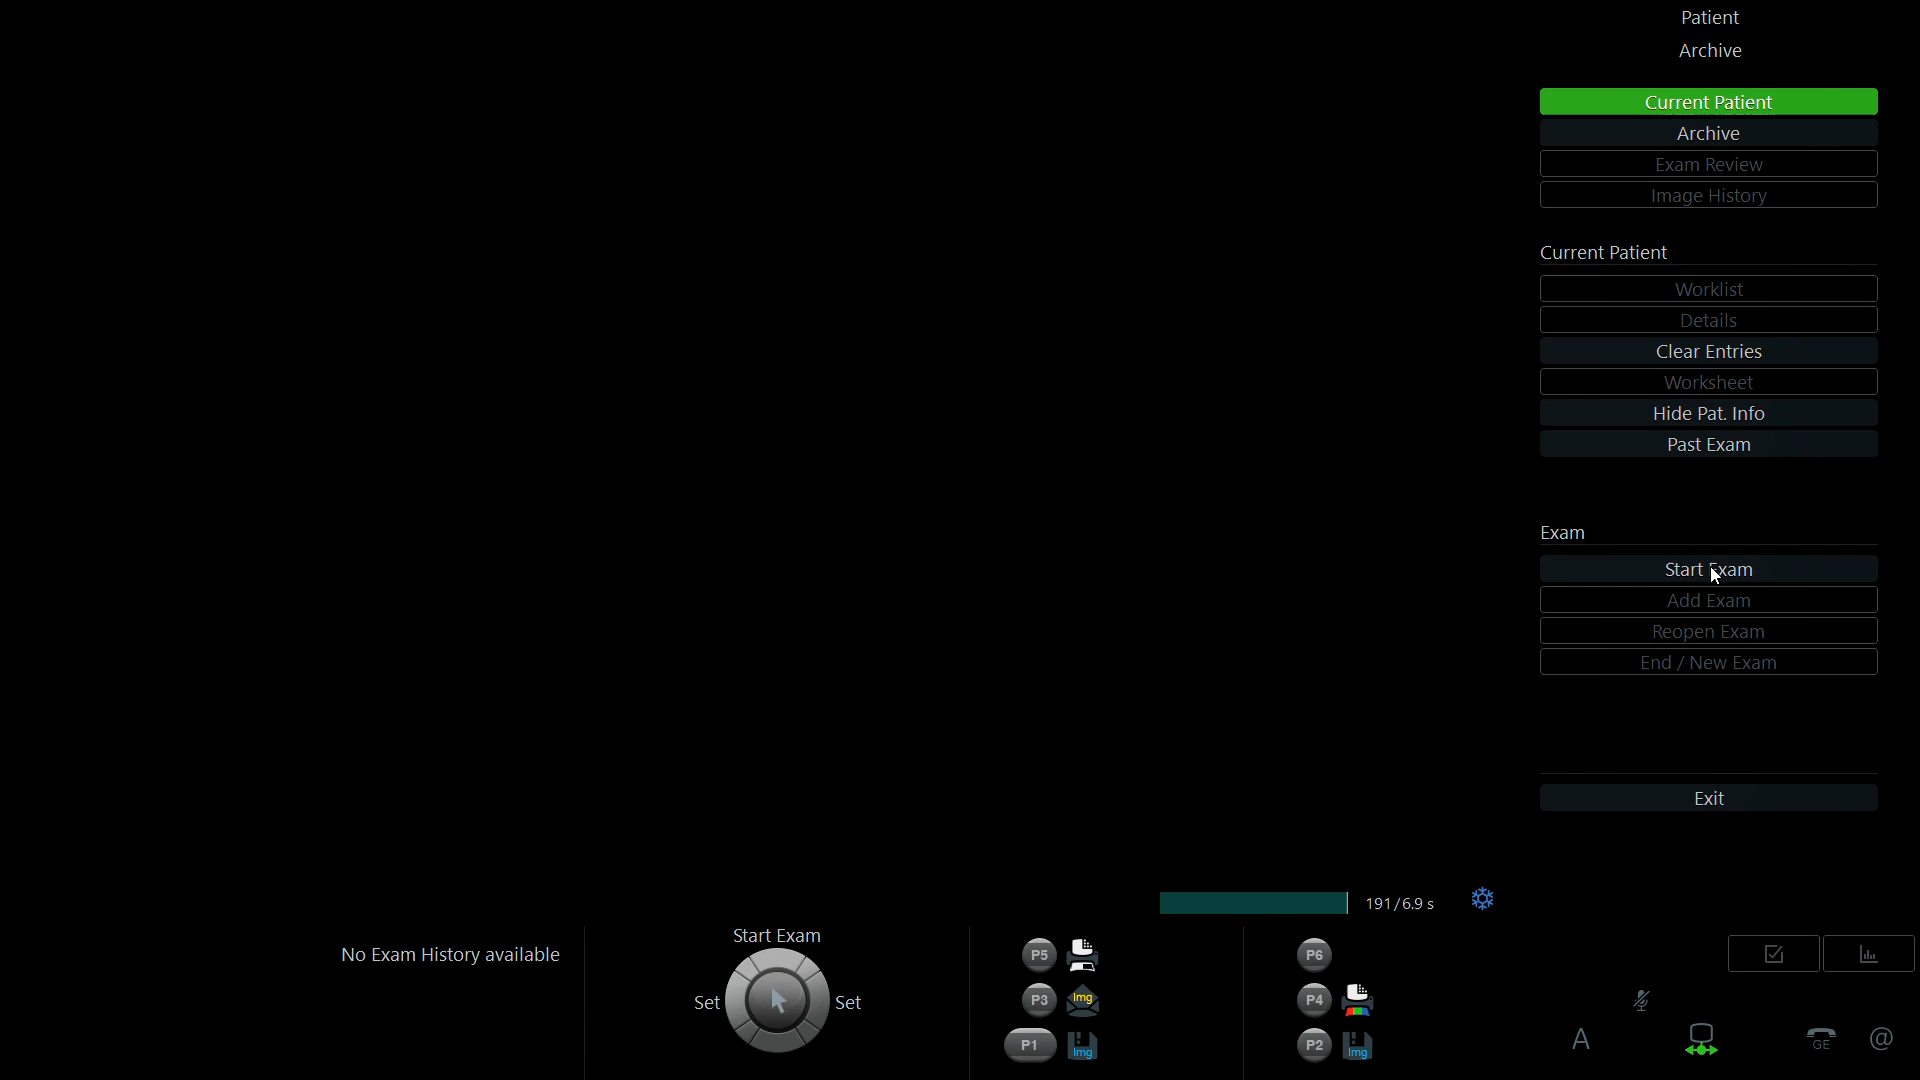 Patient
Archive
Current Patient
Archive
Exam Review
Image History
Current Patient
Worklist
Details
Clear Entries
Worksheet
Hide Pat. Info
Past Exam
Exam
Start Exam
Add Exam
Reopen Exam
End / New Exam
Exit
191/6.9 s
No Exam History available
Start Exam
Set
Set
P5
P3
Img
P1
Img
P6
P4
P2
Img
A
GE
@